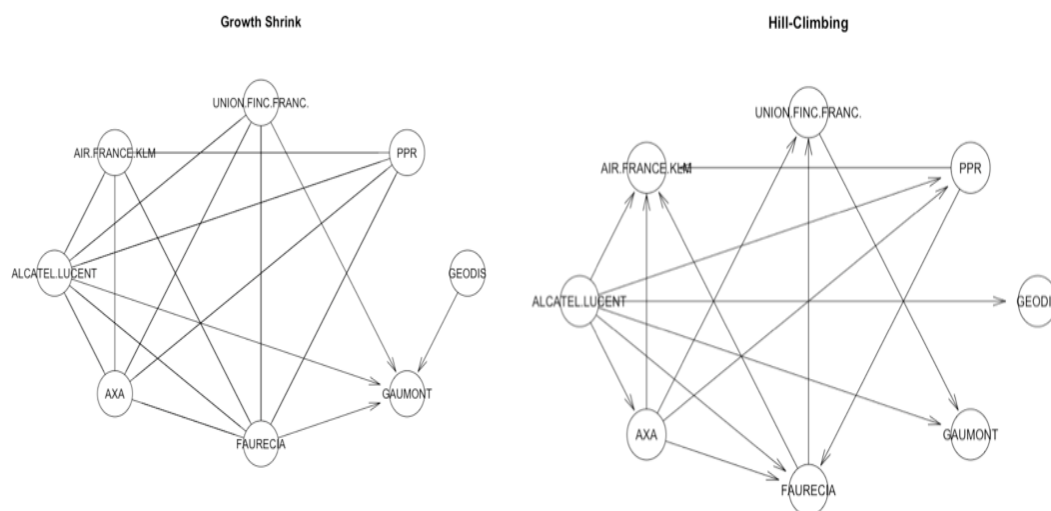 Growth Shrink
UNION.FINC.FRANC.
AIR.FRANCE.KLM
PPR
ALCATEL.LUCENT
GEODIS
AXA
GAUMONT
FAURECIA
Hill-Climbing
UNION.FINC.FRANC.
AIR.FRANCE.KLM
PPR
ALCATEL.LUCENT
GEODI
AXA
GAUMONT
FAURECIA